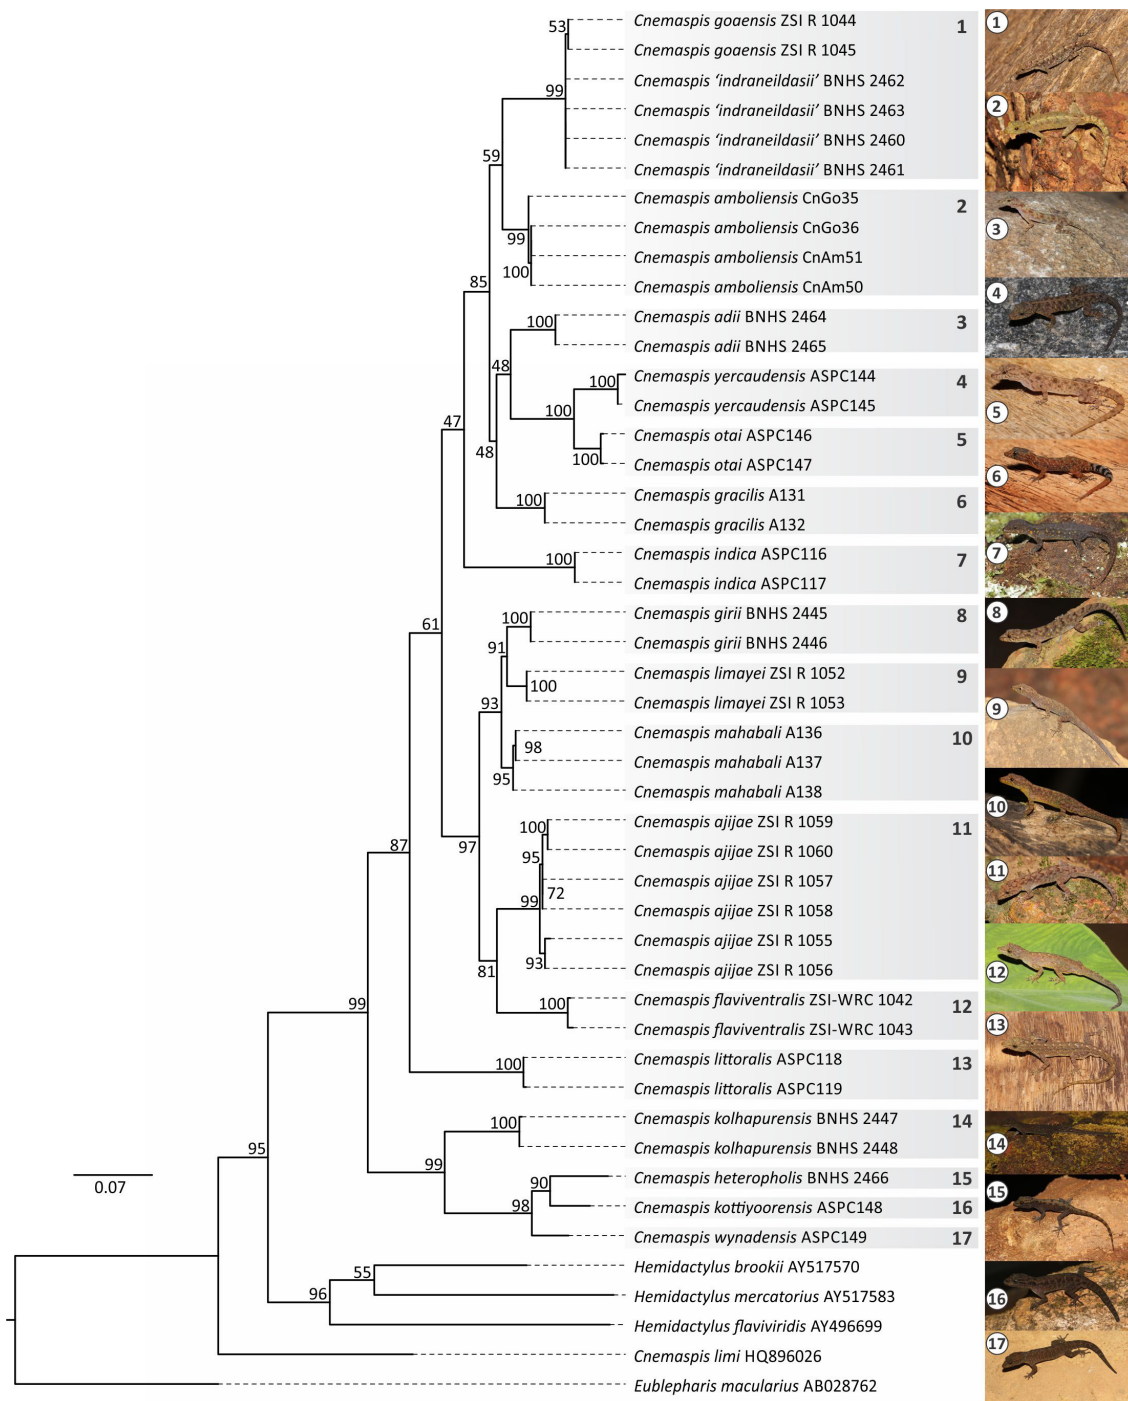 53
Cnemaspis goaensis ZSI R 1044
1
1
Cnemaspis goaensis ZSI R 1045
Cnemaspis ‘indraneildasii’ BNHS 2462
99
2
Cnemaspis ‘indraneildasii’ BNHS 2463
Cnemaspis ‘indraneildasii’ BNHS 2460
59
Cnemaspis ‘indraneildasii’ BNHS 2461
Cnemaspis amboliensis CnGo35
2
99
Cnemaspis amboliensis CnGo36
3
Cnemaspis amboliensis CnAm51
100
85
Cnemaspis amboliensis CnAm50
4
100
Cnemaspis adii BNHS 2464
3
Cnemaspis adii BNHS 2465
48
100
Cnemaspis yercaudensis ASPC144
4
100
Cnemaspis yercaudensis ASPC145
5
47
48
Cnemaspis otai ASPC146
5
100
Cnemaspis otai ASPC147
6
100
Cnemaspis gracilis A131
6
Cnemaspis gracilis A132
100
Cnemaspis indica ASPC116
7
7
Cnemaspis indica ASPC117
61
100
Cnemaspis girii BNHS 2445
8
8
91
Cnemaspis girii BNHS 2446
Cnemaspis limayei ZSI R 1052
9
100
93
Cnemaspis limayei ZSI R 1053
9
Cnemaspis mahabali A136
10
98
Cnemaspis mahabali A137
95
Cnemaspis mahabali A138
10
100
Cnemaspis ajijae ZSI R 1059
11
87
97
95
Cnemaspis ajijae ZSI R 1060
11
72
Cnemaspis ajijae ZSI R 1057
99
Cnemaspis ajijae ZSI R 1058
Cnemaspis ajijae ZSI R 1055
81
93
Cnemaspis ajijae ZSI R 1056
12
99
100
Cnemaspis flaviventralis ZSI-WRC 1042
12
Cnemaspis flaviventralis ZSI-WRC 1043
13
100
Cnemaspis littoralis ASPC118
13
Cnemaspis littoralis ASPC119
100
Cnemaspis kolhapurensis BNHS 2447
14
95
Cnemaspis kolhapurensis BNHS 2448
14
99
90
Cnemaspis heteropholis BNHS 2466
15
15
0.07
98
Cnemaspis kottiyoorensis ASPC148
16
Cnemaspis wynadensis ASPC149
17
55
Hemidactylus brookii AY517570
96
Hemidactylus mercatorius AY517583
16
Hemidactylus flaviviridis AY496699
17
Cnemaspis limi HQ896026
Eublepharis macularius AB028762